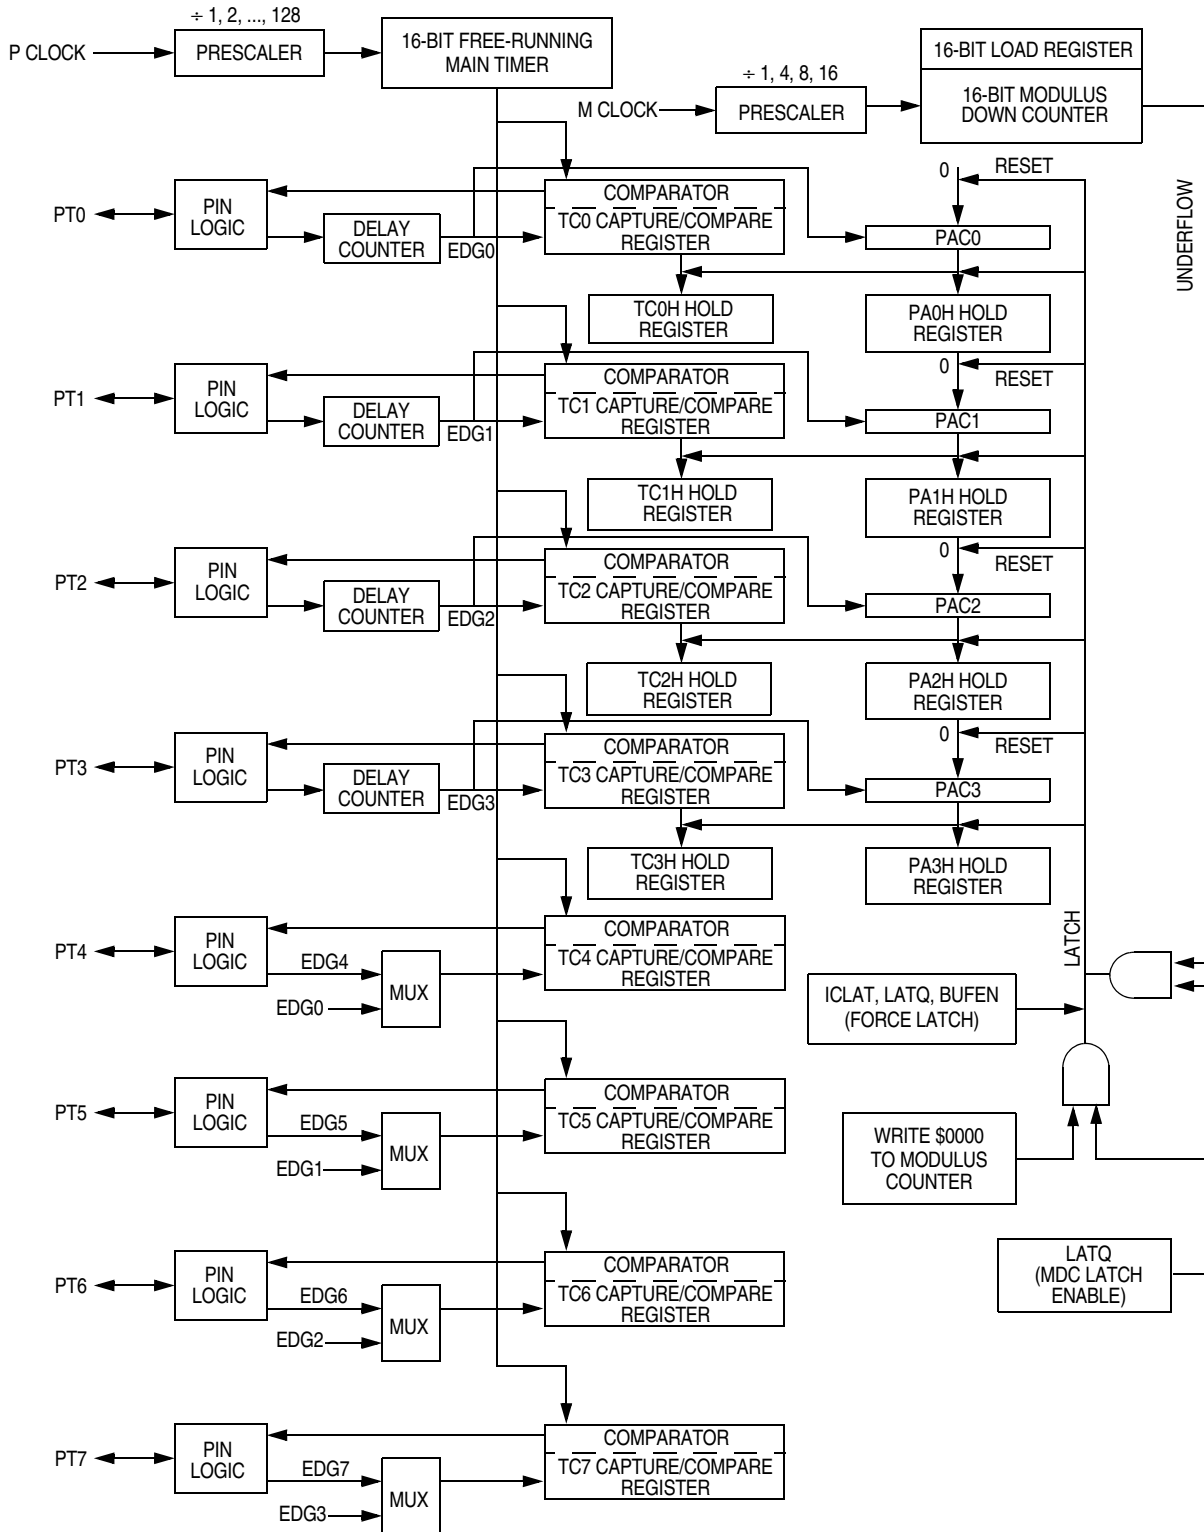 ÷ 1, 2, ..., 128
P CLOCK
PRESCALER
16-BIT FREE-RUNNING
MAIN TIMER
÷ 1, 4, 8, 16
M CLOCK
PRESCALER
16-BIT LOAD REGISTER
16-BIT MODULUS
DOWN COUNTER
UNDERFLOW
PT0
PIN
LOGIC
DELAY
COUNTER
EDG0
COMPARATOR
TC0 CAPTURE/COMPARE
REGISTER
0
RESET
PAC0
TC0H HOLD
REGISTER
PA0H HOLD
REGISTER
PT1
PIN
LOGIC
DELAY
COUNTER
EDG1
COMPARATOR
TC1 CAPTURE/COMPARE
REGISTER
0
RESET
PAC1
TC1H HOLD
REGISTER
PA1H HOLD
REGISTER
PT2
PIN
LOGIC
DELAY
COUNTER
EDG2
COMPARATOR
TC2 CAPTURE/COMPARE
REGISTER
0
RESET
PAC2
TC2H HOLD
REGISTER
PA2H HOLD
REGISTER
PT3
PIN
LOGIC
DELAY
COUNTER
EDG3
COMPARATOR
TC3 CAPTURE/COMPARE
REGISTER
0
RESET
PAC3
TC3H HOLD
REGISTER
PA3H HOLD
REGISTER
LATCH
PT4
PIN
LOGIC
EDG4
EDG0
MUX
COMPARATOR
TC4 CAPTURE/COMPARE
REGISTER
ICLAT, LATQ, BUFEN
(FORCE LATCH)
PT5
PIN
LOGIC
EDG5
EDG1
MUX
COMPARATOR
TC5 CAPTURE/COMPARE
REGISTER
WRITE $0000
TO MODULUS
COUNTER
PT6
PIN
LOGIC
EDG6
EDG2
MUX
COMPARATOR
TC6 CAPTURE/COMPARE
REGISTER
LATQ
(MDC LATCH
ENABLE)
PT7
PIN
LOGIC
EDG7
EDG3
MUX
COMPARATOR
TC7 CAPTURE/COMPARE
REGISTER